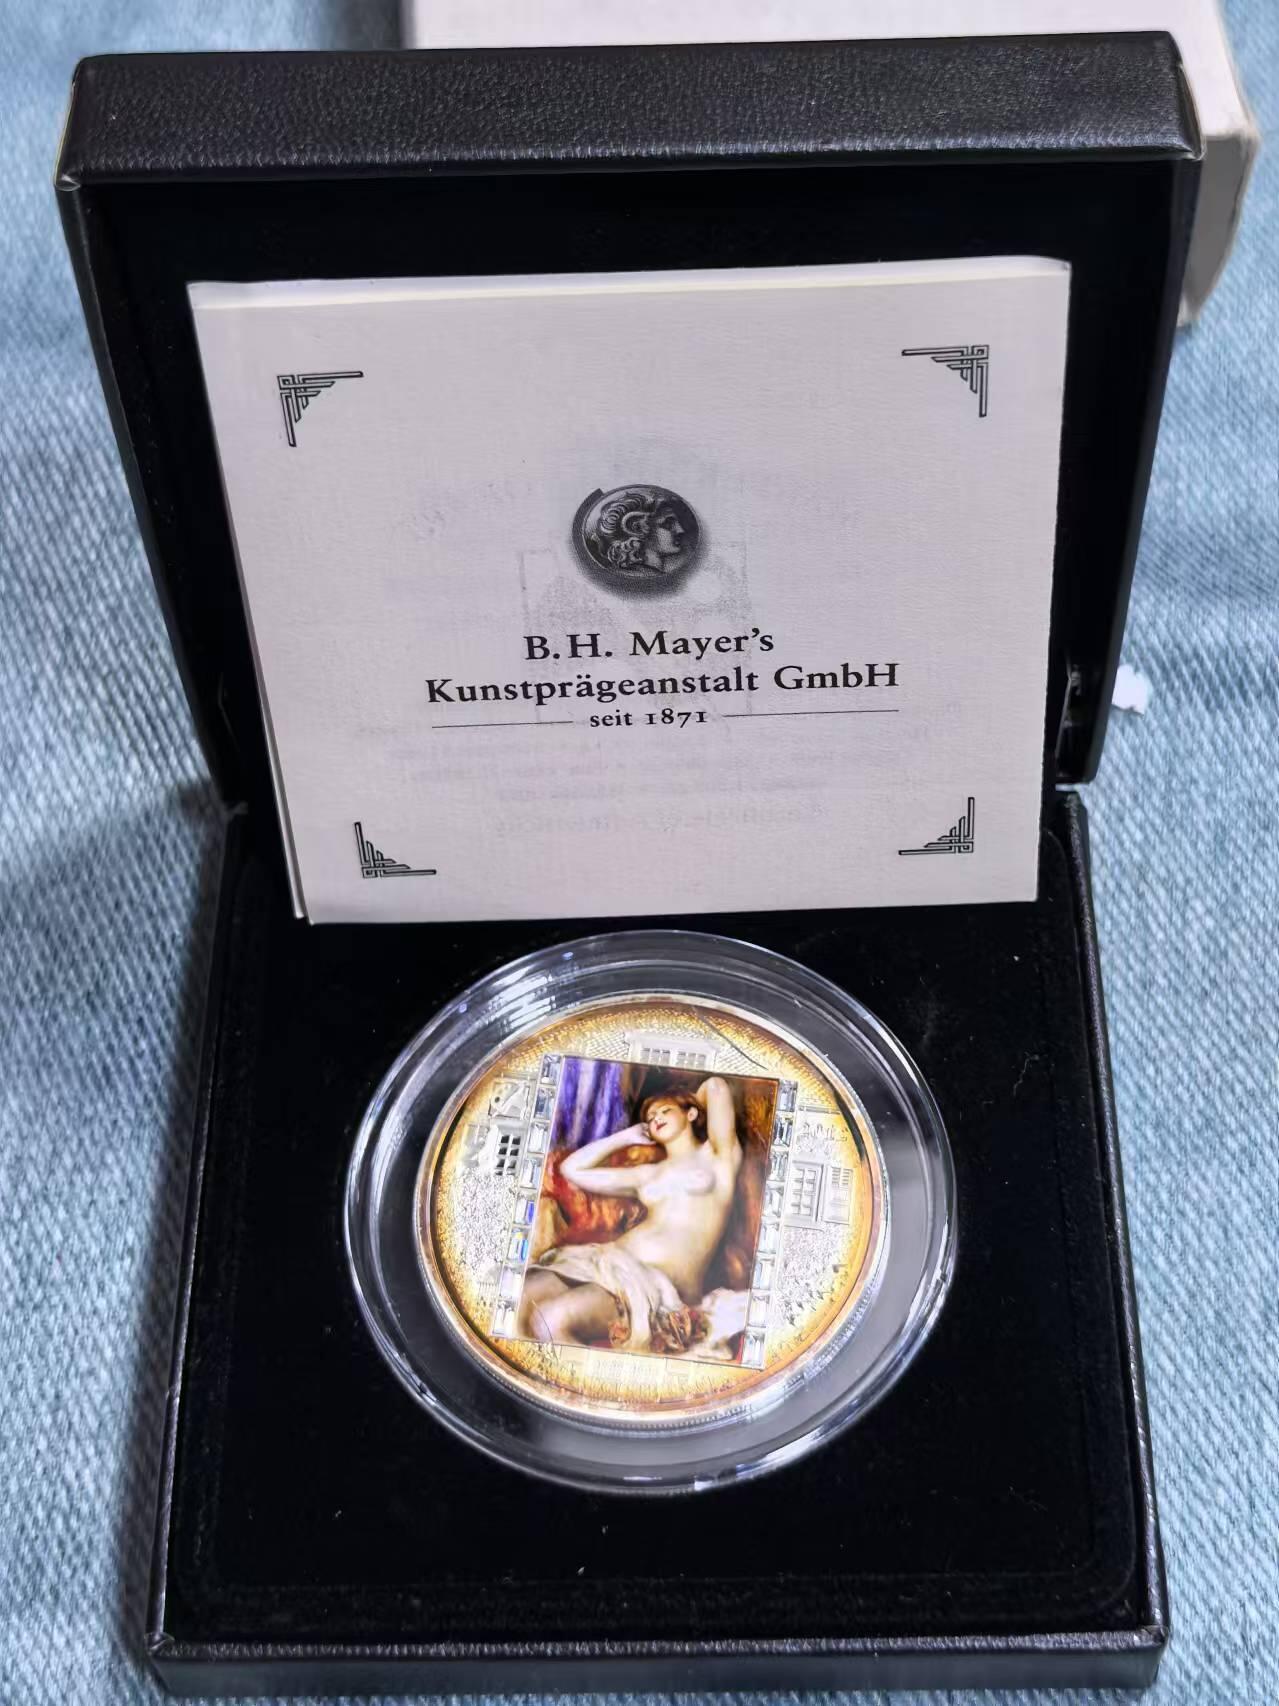 B.H. Mayer's
Kunstprägeanstalt GmbH
seit 1871